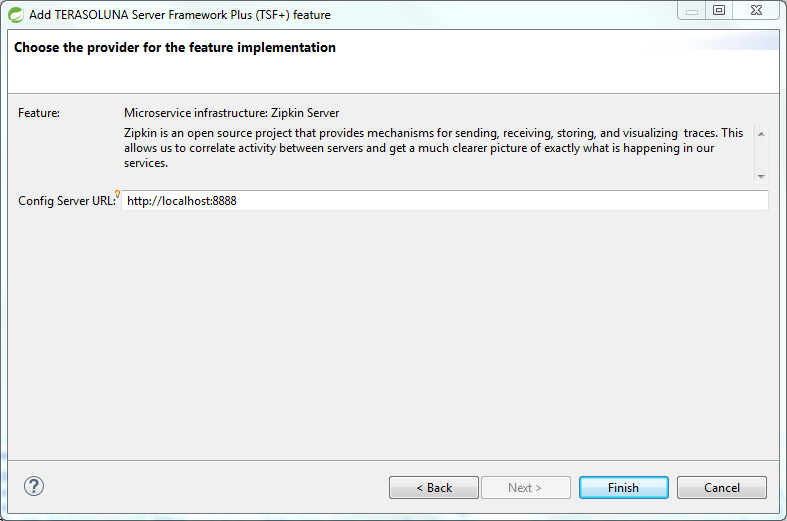 Add TERASOLUNA Server Framework Plus (TSF+) feature
Choose the provider for the feature implementation
Feature: Microservice infrastructure: Zipkin Server
Zipkin is an open source project that provides mechanisms for sending, receiving, storing, and visualizing traces. This
allows us to correlate activity between servers and get a much clearer picture of exactly what is happening in our
services.
Config Server URL: http://localhost:8888
? < Back Next > Finish Cancel